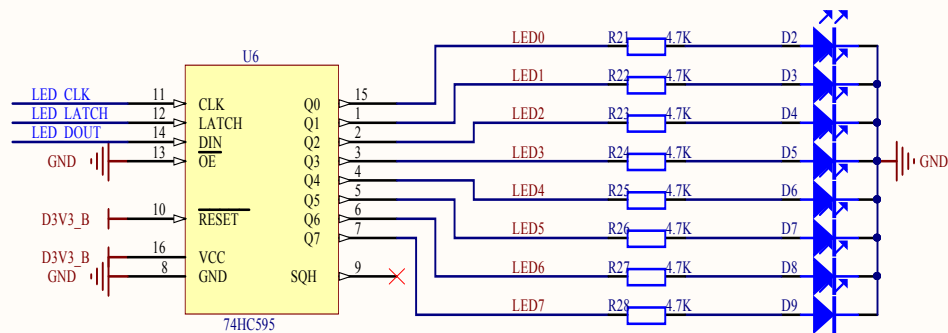 LED0 R21 4.7K D2
U6
LED_CLK 11 CLK Q0 15 LED1 R22 4.7K D3
LED_LATCH 12 LATCH Q1 1 LED2 R23 4.7K D4
LED_DOUT 14 DIN Q2 2
GND 13 OE Q3 3 LED3 R24 4.7K D5 GND
Q4 4 LED4 R25 4.7K D6
Q5 5
D3V3_B 10 RESET Q6 6 LED5 R26 4.7K D7
Q7 7
D3V3_B 16 VCC
GND 8 GND SQH 9 LED6 R27 4.7K D8
LED7 R28 4.7K D9
74HC595